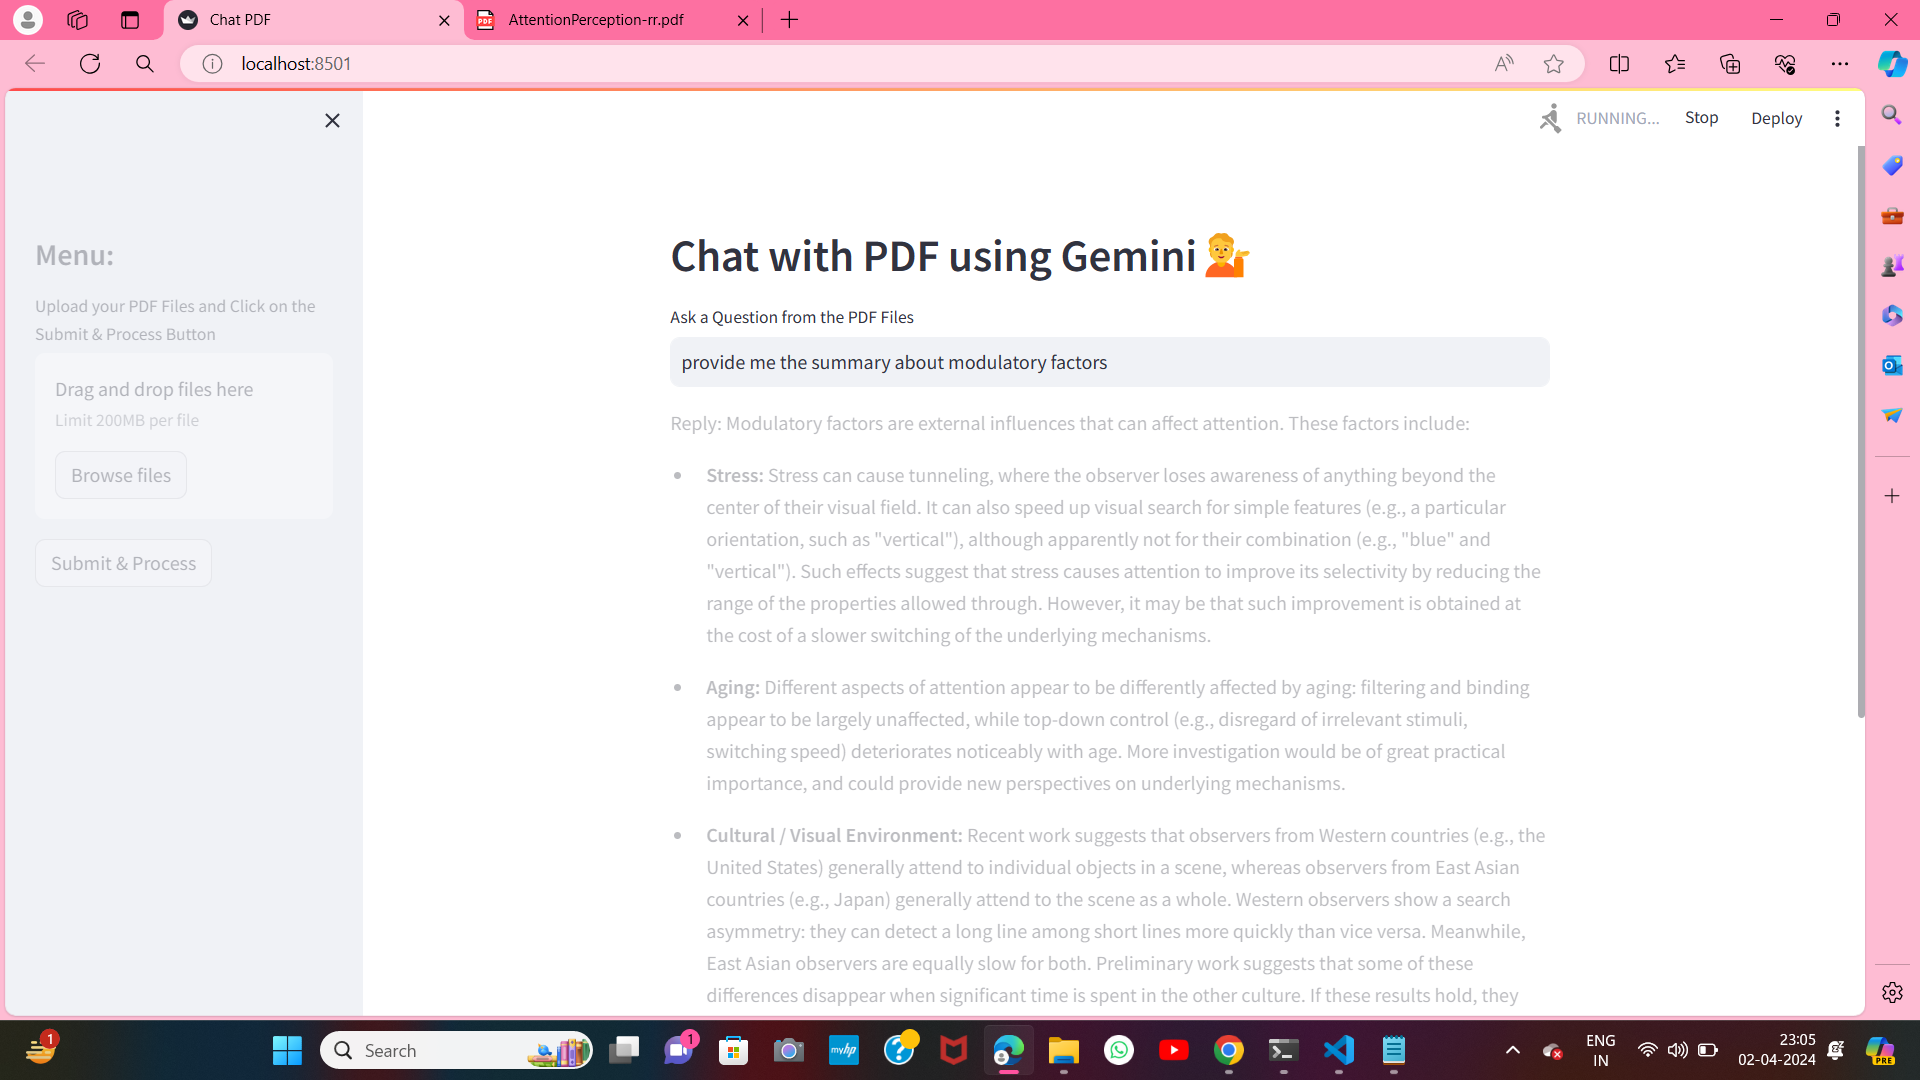 Chat PDF
AttentionPerception-rr.pdf
localhost:8501
RUNNING...
Stop
Deploy
Menu:
Upload your PDF Files and Click on the
Submit & Process Button
Drag and drop files here
Limit 200MB per file
Browse files
Submit & Process
Chat with PDF using Gemini
Ask a Question from the PDF Files
provide me the summary about modulatory factors
Reply: Modulatory factors are external influences that can affect attention. These factors include:
• Stress: Stress can cause tunneling, where the observer loses awareness of anything beyond the
center of their visual field. It can also speed up visual search for simple features (e.g., a particular
orientation, such as "vertical"), although apparently not for their combination (e.g., "blue" and
"vertical"). Such effects suggest that stress causes attention to improve its selectivity by reducing the
range of the properties allowed through. However, it may be that such improvement is obtained at
the cost of a slower switching of the underlying mechanisms.
• Aging: Different aspects of attention appear to be differently affected by aging: filtering and binding
appear to be largely unaffected, while top-down control (e.g., disregard of irrelevant stimuli,
switching speed) deteriorates noticeably with age. More investigation would be of great practical
importance, and could provide new perspectives on underlying mechanisms.
• Cultural / Visual Environment: Recent work suggests that observers from Western countries (e.g., the
United States) generally attend to individual objects in a scene, whereas observers from East Asian
countries (e.g., Japan) generally attend to the scene as a whole. Western observers show a search
asymmetry: they can detect a long line among short lines more quickly than vice versa. Meanwhile,
East Asian observers are equally slow for both. Preliminary work suggests that some of these
differences disappear when significant time is spent in the other culture. If these results hold, they
1
Search
1
myhp
ENG
IN
23:05
02-04-2024
PRE